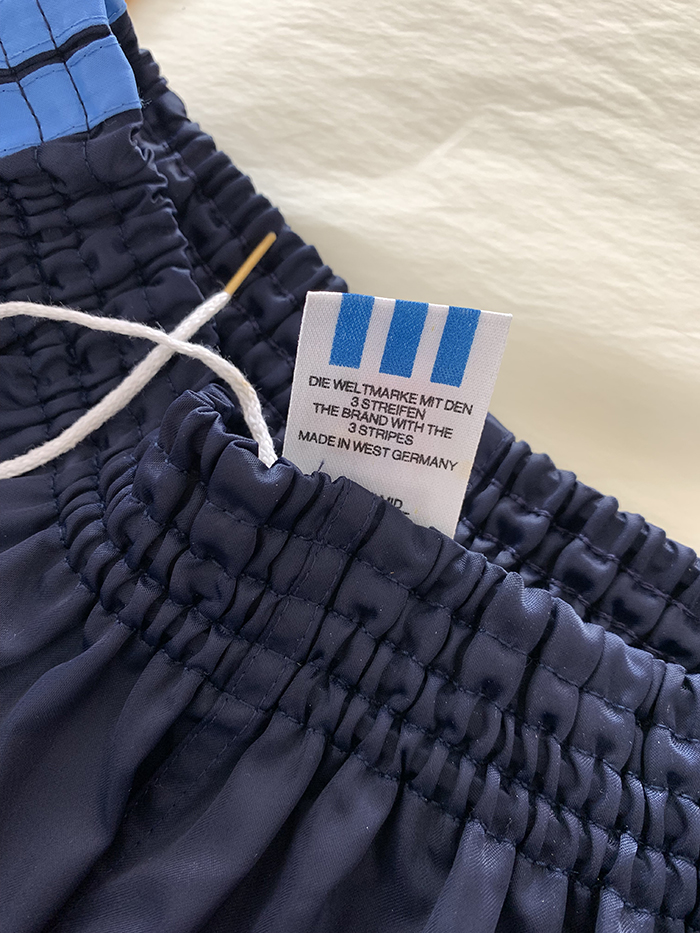 DIE WELTMARKE MIT DEN
3 STREIFEN
THE BRAND WITH THE
3 STRIPES
MADE IN WEST GERMANY